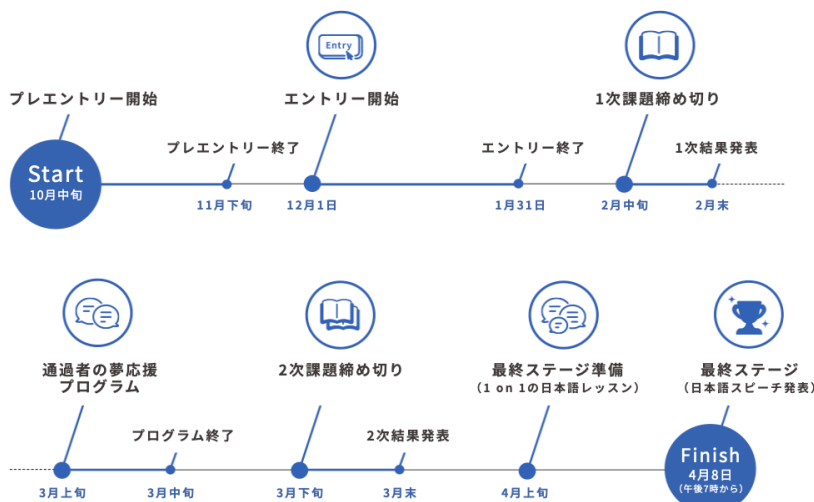 Entry
プレエントリー開始
エントリー開始
1次課題締め切り
プレエントリー終了
エントリー終了
1次結果発表
Start
10月中旬
11月下旬
12月1日
1月31日
2月中旬
2月末
通過者の夢応援
プログラム
2次課題締め切り
最終ステージ準備
(1 on 1の日本語レッスン)
最終ステージ
(日本語スピーチ発表)
プログラム終了
2次結果発表
3月上旬
3月中旬
3月下旬
3月末
4月上旬
Finish
4月8日
(午後7時から)